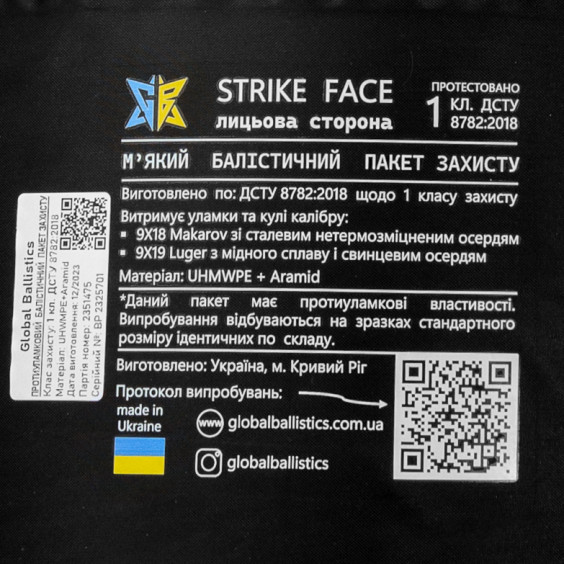 STRIKE FACE
лицьова сторона
ПРОТЕСТОВАНО
1 КЛ. ДСТУ
8782:2018
М’ЯКИЙ БАЛІСТИЧНИЙ ПАКЕТ ЗАХИСТУ
Виготовлено по: ДСТУ 8782:2018 щодо 1 класу захисту
Витримує уламки та кулі калібру:
▪ 9X18 Makarov зі сталевим нетермозміцненим осердям
▪ 9X19 Luger з мідного сплаву і свинцевим осердям
Матеріал: UHMWPE + Aramid
*Даний пакет має протиуламкові властивості.
Випробування відбуваються на зразках стандартного
розміру ідентичних по складу.
Виготовлено: Україна, м. Кривий Ріг
Протокол випробувань:
made in
Ukraine
www globalballistics.com.ua
globalballistics
Global Ballistics
ПРОТИУЛАМКОВИЙ БАЛІСТИЧНИЙ ПАКЕТ ЗАХИСТУ
Клас захисту: 1 кл. ДСТУ 8782:2018
Матеріал: UHWMPE+Aramid
Дата виготовлення: 12/2023
Партія номер: 2351475
Серійний №: BP 2325701